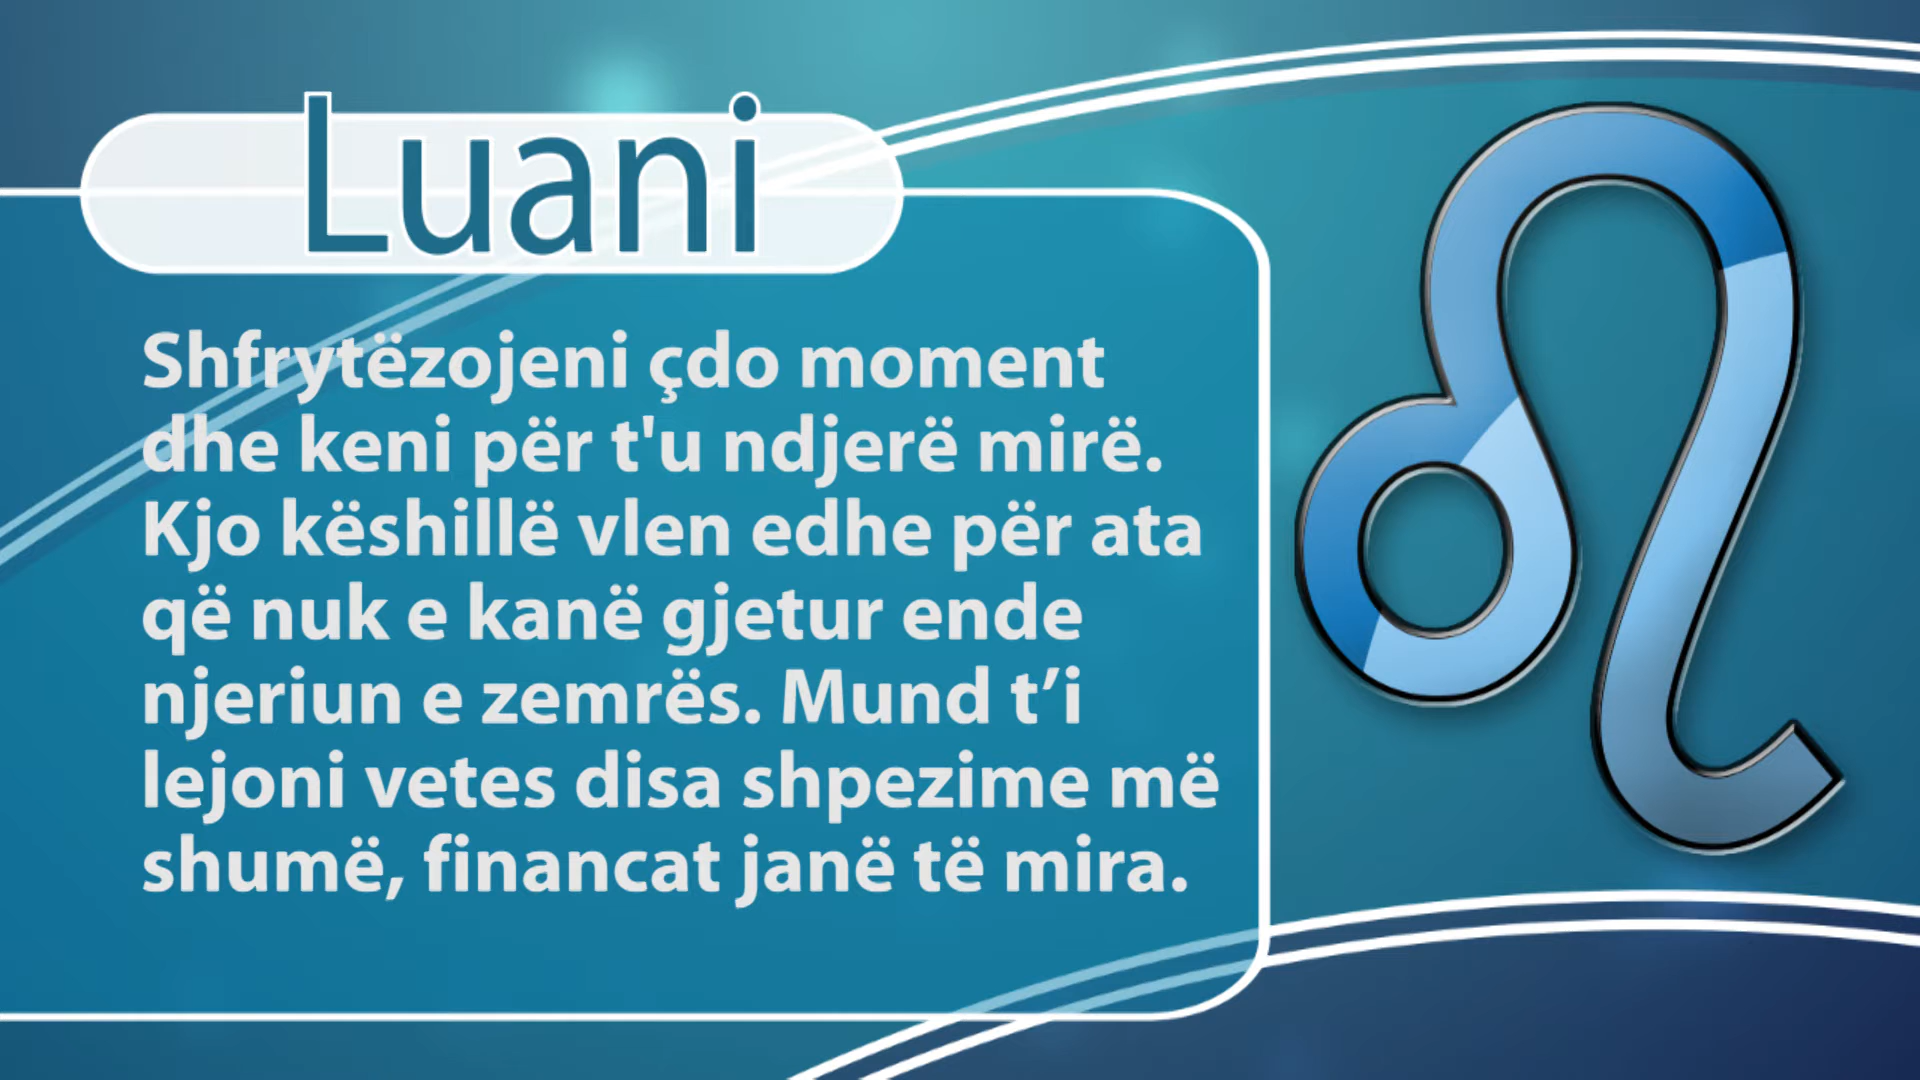 Luani
Shfrytëzojeni çdo moment
dhe keni për t'u ndjerë mirë.
Kjo këshillë vlen edhe për ata
që nuk e kanë gjetur ende
njeriun e zemrës. Mund t’i
lejoni vetes disa shpezime më
shumë, financat janë të mira.